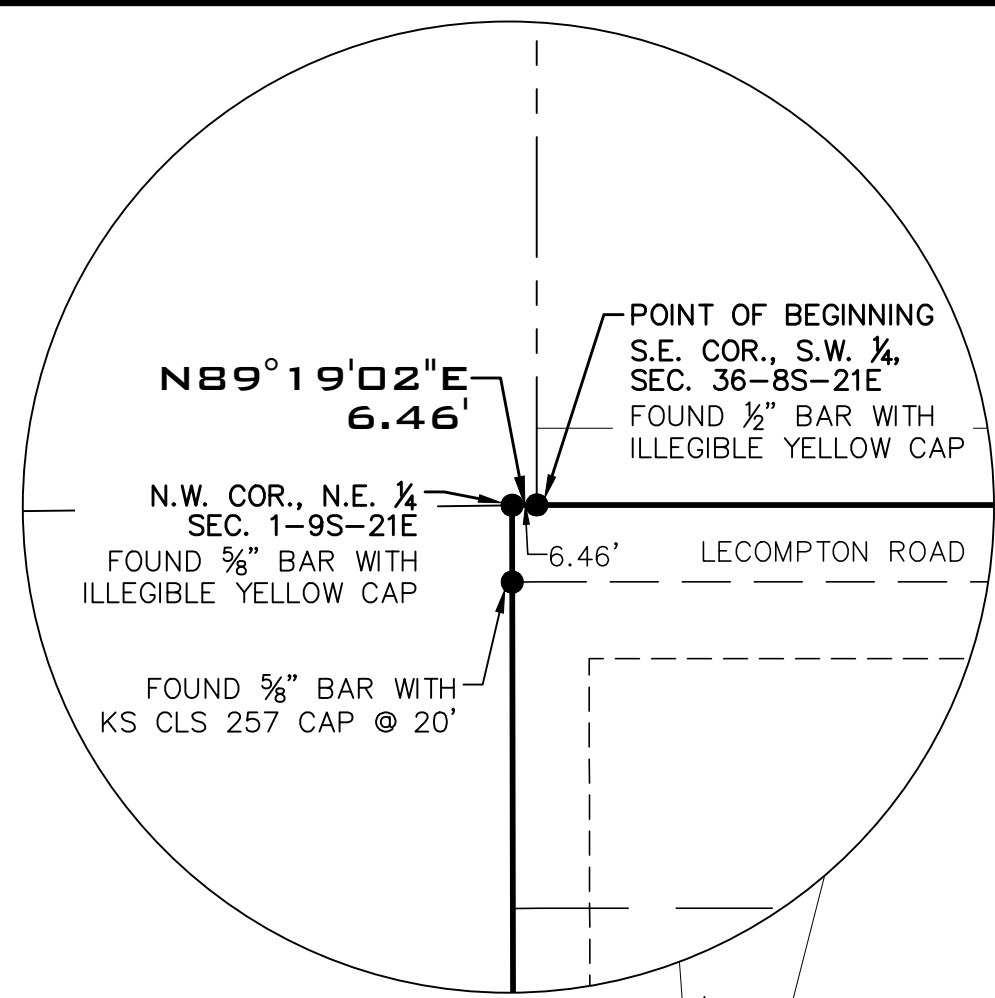 POINT OF BEGINNING
S.E. COR., S.W. ¼,
SEC. 36-8S-21E
FOUND ½" BAR WITH
ILLEGIBLE YELLOW CAP
N89°19'02"E
6.46'
N.W. COR., N.E. ¼
SEC. 1-9S-21E
FOUND ⅝" BAR WITH
ILLEGIBLE YELLOW CAP
6.46'
LECOMPTON ROAD
FOUND ⅝" BAR WITH
KS CLS 257 CAP @ 20'